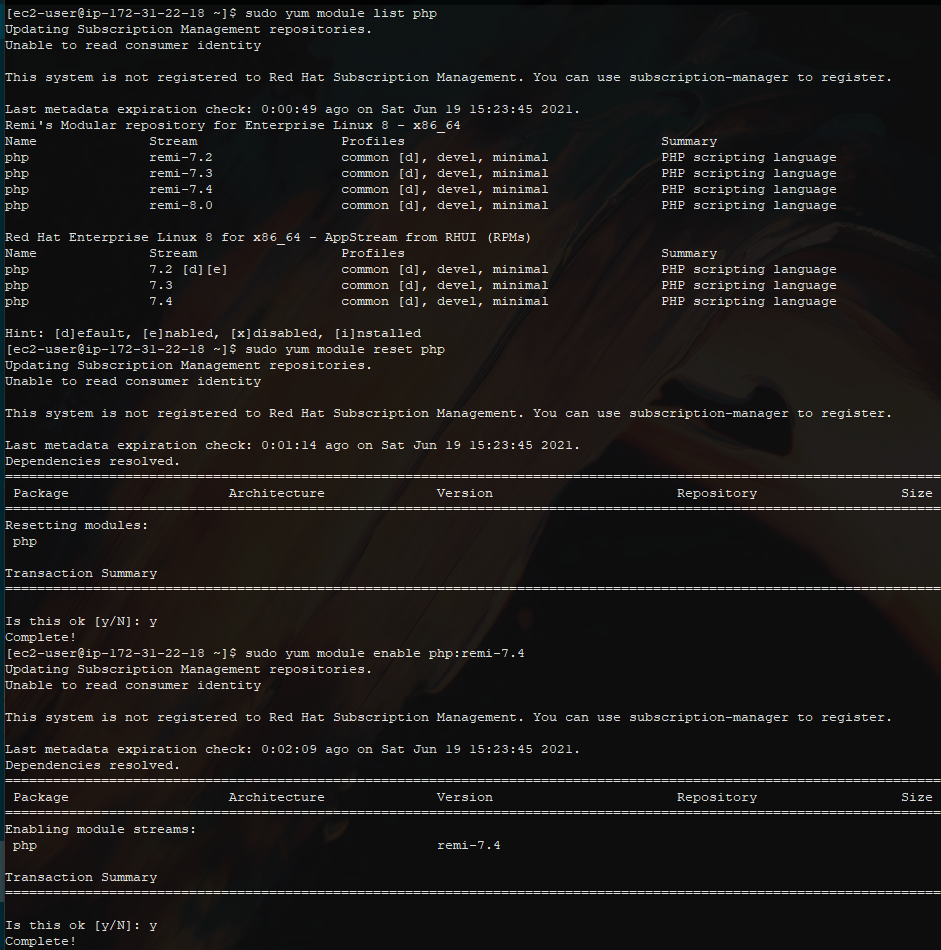 [ec2-user@ip-172-31-22-18 ~]$ sudo yum module list php
Updating Subscription Management repositories.
Unable to read consumer identity
This system is not registered to Red Hat Subscription Management. You can use subscription-manager to register.
Last metadata expiration check: 0:00:49 ago on Sat Jun 19 15:23:45 2021.
Remi's Modular repository for Enterprise Linux 8 - x86_64
Name Stream Profiles Summary
php remi-7.2 common [d], devel, minimal PHP scripting language
php remi-7.3 common [d], devel, minimal PHP scripting language
php remi-7.4 common [d], devel, minimal PHP scripting language
php remi-8.0 common [d], devel, minimal PHP scripting language
Red Hat Enterprise Linux 8 for x86_64 - AppStream from RHUI (RPMs)
Name Stream Profiles Summary
php 7.2 [d][e] common [d], devel, minimal PHP scripting language
php 7.3 common [d], devel, minimal PHP scripting language
php 7.4 common [d], devel, minimal PHP scripting language
Hint: [d]efault, [e]nabled, [x]disabled, [i]nstalled
[ec2-user@ip-172-31-22-18 ~]$ sudo yum module reset php
Updating Subscription Management repositories.
Unable to read consumer identity
This system is not registered to Red Hat Subscription Management. You can use subscription-manager to register.
Last metadata expiration check: 0:01:14 ago on Sat Jun 19 15:23:45 2021.
Dependencies resolved.
Package Architecture Version Repository Size
Resetting modules:
php
Transaction Summary
Is this ok [y/N]: y
Complete!
[ec2-user@ip-172-31-22-18 ~]$ sudo yum module enable php:remi-7.4
Updating Subscription Management repositories.
Unable to read consumer identity
This system is not registered to Red Hat Subscription Management. You can use subscription-manager to register.
Last metadata expiration check: 0:02:09 ago on Sat Jun 19 15:23:45 2021.
Dependencies resolved.
Package Architecture Version Repository Size
Enabling module streams:
php remi-7.4
Transaction Summary
Is this ok [y/N]: y
Complete!